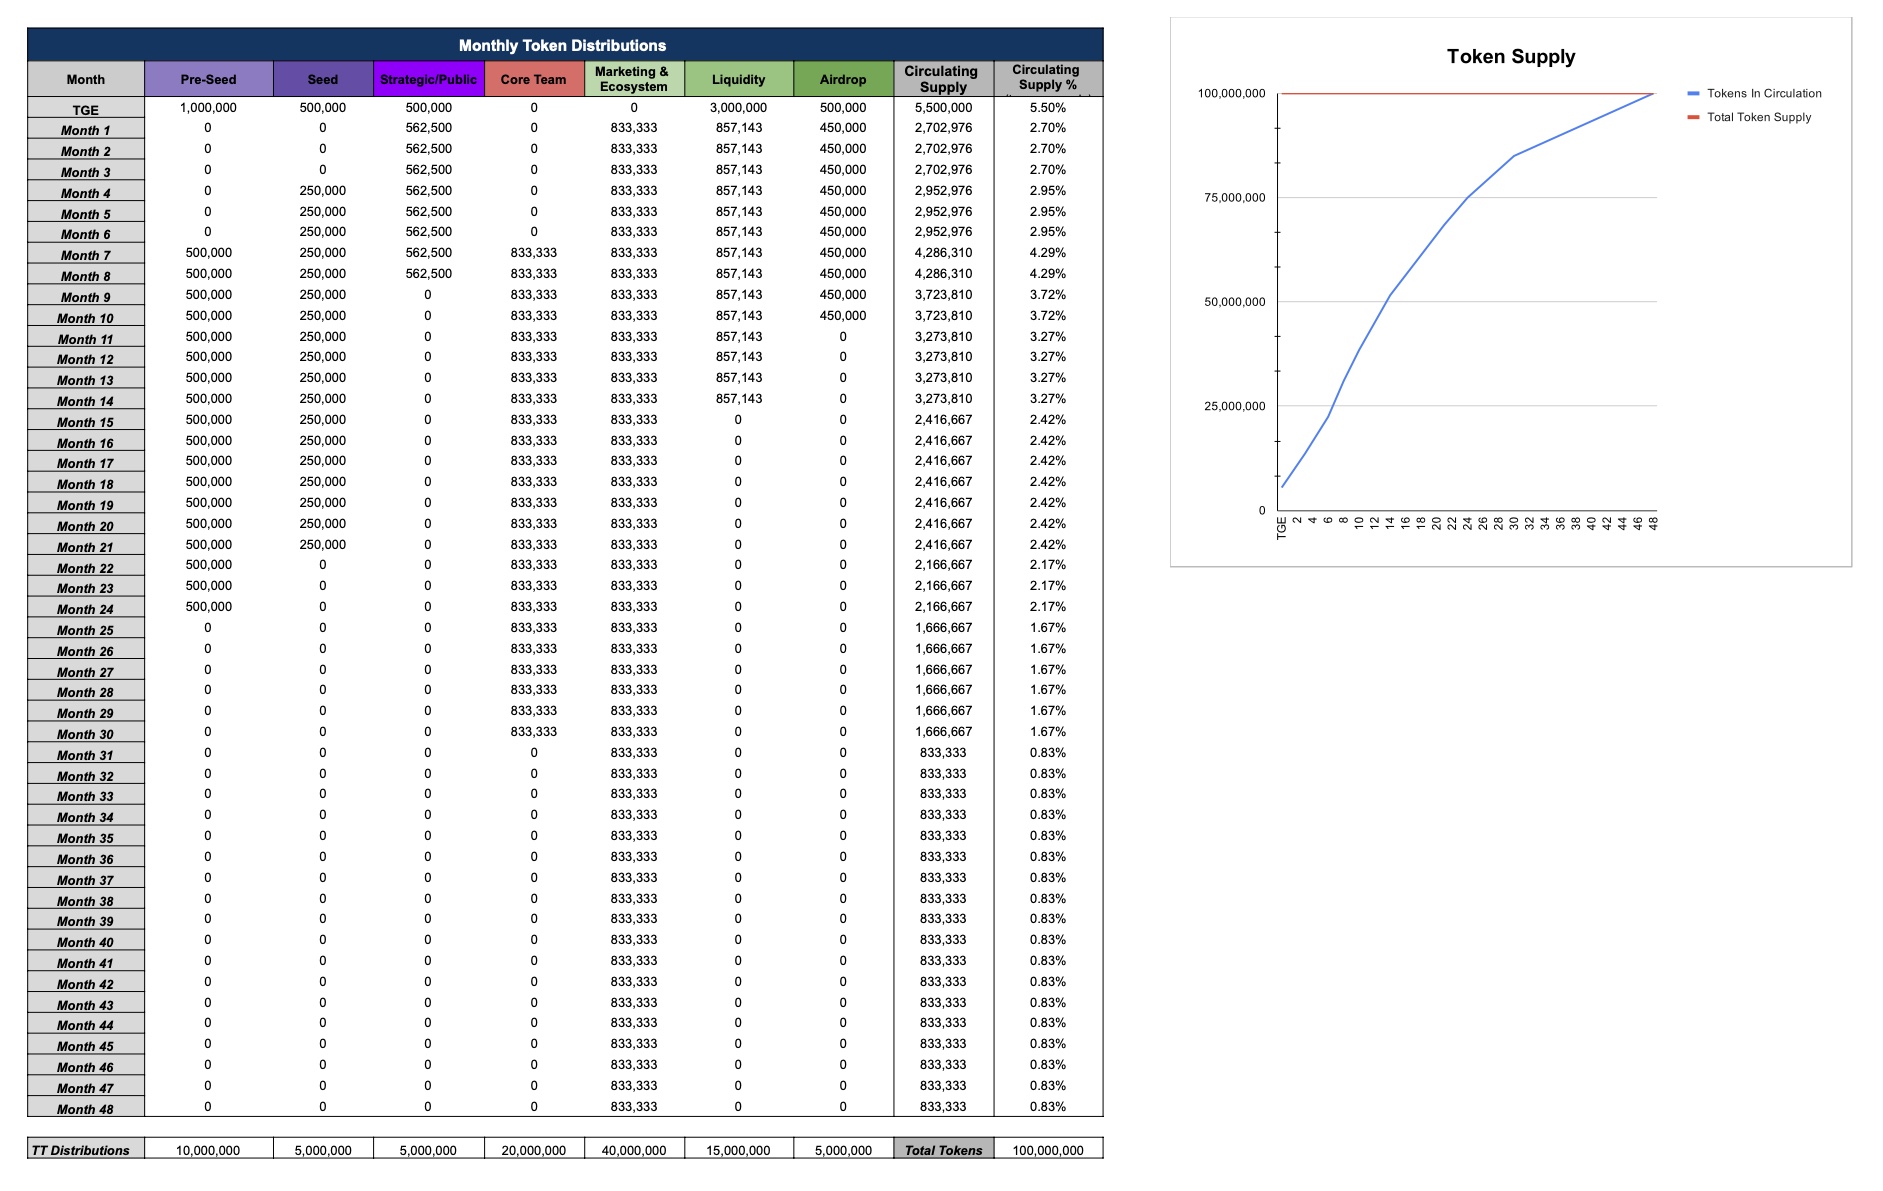 Monthly Token Distributions
Month Pre-Seed Seed Strategic/Public Core Team Marketing & Ecosystem Liquidity Airdrop Circulating Supply Circulating Supply %
TGE 1,000,000 500,000 500,000 0 0 3,000,000 500,000 5,500,000 5.50%
Month 1 0 0 562,500 0 833,333 857,143 450,000 2,702,976 2.70%
Month 2 0 0 562,500 0 833,333 857,143 450,000 2,702,976 2.70%
Month 3 0 0 562,500 0 833,333 857,143 450,000 2,702,976 2.70%
Month 4 0 250,000 562,500 0 833,333 857,143 450,000 2,952,976 2.95%
Month 5 0 250,000 562,500 0 833,333 857,143 450,000 2,952,976 2.95%
Month 6 0 250,000 562,500 0 833,333 857,143 450,000 2,952,976 2.95%
Month 7 500,000 250,000 562,500 833,333 833,333 857,143 450,000 4,286,310 4.29%
Month 8 500,000 250,000 562,500 833,333 833,333 857,143 450,000 4,286,310 4.29%
Month 9 500,000 250,000 0 833,333 833,333 857,143 450,000 3,723,810 3.72%
Month 10 500,000 250,000 0 833,333 833,333 857,143 450,000 3,723,810 3.72%
Month 11 500,000 250,000 0 833,333 833,333 857,143 0 3,273,810 3.27%
Month 12 500,000 250,000 0 833,333 833,333 857,143 0 3,273,810 3.27%
Month 13 500,000 250,000 0 833,333 833,333 857,143 0 3,273,810 3.27%
Month 14 500,000 250,000 0 833,333 833,333 857,143 0 3,273,810 3.27%
Month 15 500,000 250,000 0 833,333 833,333 0 0 2,416,667 2.42%
Month 16 500,000 250,000 0 833,333 833,333 0 0 2,416,667 2.42%
Month 17 500,000 250,000 0 833,333 833,333 0 0 2,416,667 2.42%
Month 18 500,000 250,000 0 833,333 833,333 0 0 2,416,667 2.42%
Month 19 500,000 250,000 0 833,333 833,333 0 0 2,416,667 2.42%
Month 20 500,000 250,000 0 833,333 833,333 0 0 2,416,667 2.42%
Month 21 500,000 250,000 0 833,333 833,333 0 0 2,416,667 2.42%
Month 22 500,000 0 0 833,333 833,333 0 0 2,166,667 2.17%
Month 23 500,000 0 0 833,333 833,333 0 0 2,166,667 2.17%
Month 24 500,000 0 0 833,333 833,333 0 0 2,166,667 2.17%
Month 25 0 0 0 833,333 833,333 0 0 1,666,667 1.67%
Month 26 0 0 0 833,333 833,333 0 0 1,666,667 1.67%
Month 27 0 0 0 833,333 833,333 0 0 1,666,667 1.67%
Month 28 0 0 0 833,333 833,333 0 0 1,666,667 1.67%
Month 29 0 0 0 833,333 833,333 0 0 1,666,667 1.67%
Month 30 0 0 0 833,333 833,333 0 0 1,666,667 1.67%
Month 31 0 0 0 0 833,333 0 0 833,333 0.83%
Month 32 0 0 0 0 833,333 0 0 833,333 0.83%
Month 33 0 0 0 0 833,333 0 0 833,333 0.83%
Month 34 0 0 0 0 833,333 0 0 833,333 0.83%
Month 35 0 0 0 0 833,333 0 0 833,333 0.83%
Month 36 0 0 0 0 833,333 0 0 833,333 0.83%
Month 37 0 0 0 0 833,333 0 0 833,333 0.83%
Month 38 0 0 0 0 833,333 0 0 833,333 0.83%
Month 39 0 0 0 0 833,333 0 0 833,333 0.83%
Month 40 0 0 0 0 833,333 0 0 833,333 0.83%
Month 41 0 0 0 0 833,333 0 0 833,333 0.83%
Month 42 0 0 0 0 833,333 0 0 833,333 0.83%
Month 43 0 0 0 0 833,333 0 0 833,333 0.83%
Month 44 0 0 0 0 833,333 0 0 833,333 0.83%
Month 45 0 0 0 0 833,333 0 0 833,333 0.83%
Month 46 0 0 0 0 833,333 0 0 833,333 0.83%
Month 47 0 0 0 0 833,333 0 0 833,333 0.83%
Month 48 0 0 0 0 833,333 0 0 833,333 0.83%
TT Distributions 10,000,000 5,000,000 5,000,000 20,000,000 40,000,000 15,000,000 5,000,000 Total Tokens 100,000,000
Token Supply
100,000,000
75,000,000
50,000,000
25,000,000
0
TGE 2 4 6 8 10 12 14 16 18 20 22 24 26 28 30 32 34 36 38 40 42 44 46 48
Tokens In Circulation
Total Token Supply